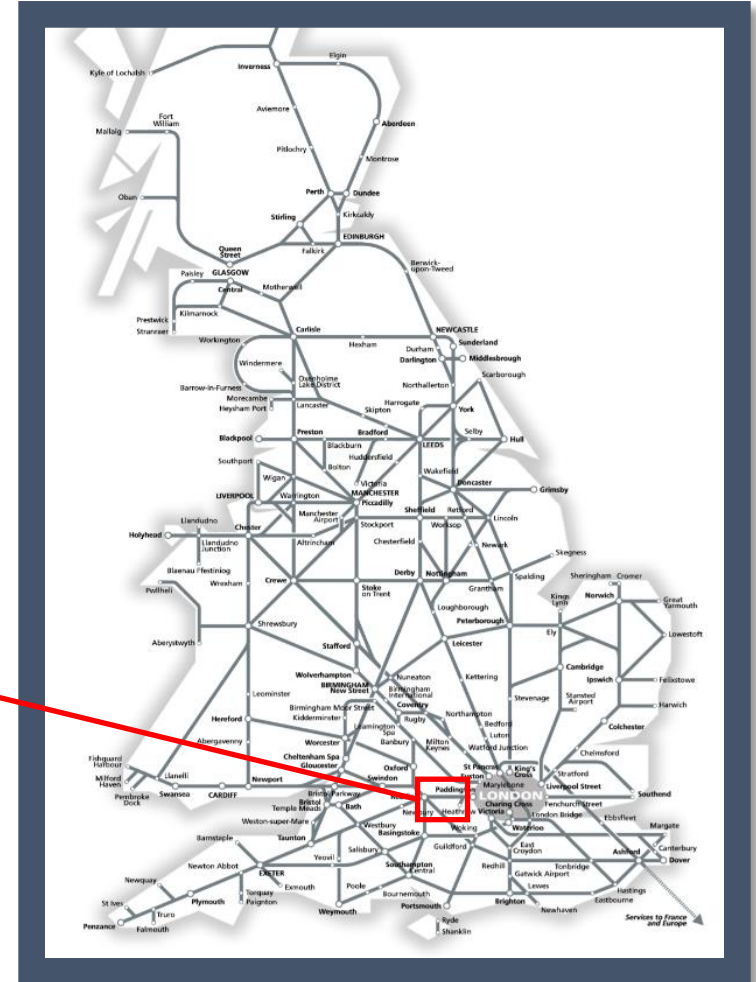 Elgin
Inverness
Kyle of Lochalsh
Aviemore
Fort
William
Mallaig
Aberdeen
Pitlochry
Montrose
Oban
Perth
Dundee
Stirling
Kirkcaldy
Queen
Street
EDINBURGH
Falkirk
Berwick-
upon-Tweed
Paisley
GLASGOW
Central
Motherwell
Prestwick
Kilmarnock
Stranraer
Carlisle
NEWCASTLE
Workington
Hexham
Sunderland
Durham
Darlington
Middlesbrough
Windermere
Scarborough
Oxenholme
Lake District
Northallerton
Barrow-in-Furness
Morecambe
Heysham Port
Lancaster
Harrogate
Skipton
York
Blackpool
Preston
Bradford
Selby
Blackburn
LEEDS
Hull
Southport
Huddersfield
Bolton
Wigan
Victoria
Wakefield
Doncaster
LIVERPOOL
Warrington
MANCHESTER
Piccadilly
Grimsby
Llandudno
Manchester
Airport
Sheffield
Retford
Lincoln
Holyhead
Chester
Stockport
Worksop
Llandudno
Junction
Altrincham
Chesterfield
Newark
Skegness
Blaenau Ffestiniog
Wrexham
Crewe
Stoke
on Trent
Derby
Nottingham
Grantham
Spalding
Sheringham
Cromer
Pwllheli
Kings
Lynn
Norwich
Great
Yarmouth
Loughborough
Shrewsbury
Peterborough
Ely
Lowestoft
Aberystwyth
Stafford
Leicester
Wolverhampton
Nuneaton
Cambridge
BIRMINGHAM
New Street
Birmingham
International
Kettering
Ipswich
Felixstowe
Leominster
Coventry
Stansted
Airport
Birmingham Moor Street
Kidderminster
Rugby
Northampton
Stevenage
Harwich
Hereford
Leamington
Spa
Bedford
Colchester
Abergavenny
Worcester
Banbury
Milton
Keynes
Luton
Cheltenham Spa
Watford Junction
Chelmsford
Fishguard
Harbour
Gloucester
Oxford
St Pancras
King's
Cross
Milford
Haven
Llanelli
Newport
Swindon
Euston
Stratford
Pembroke
Dock
Swansea
CARDIFF
Bristol Parkway
Paddington
Marylebone
Liverpool Street
LONDON
Southend
Bristol
Temple Meads
Bath
Newbury
Heathrow
Victoria
Charing Cross
Fenchurch Street
London Bridge
Ebbsfleet
Weston-super-Mare
Westbury
Basingstoke
Woking
Waterloo
Margate
Barnstaple
Taunton
Salisbury
Guildford
East
Croydon
Canterbury
Yeovil
Redhill
Tonbridge
Ashford
Dover
Newton Abbot
EXETER
Southampton
Central
Gatwick Airport
Newquay
Exmouth
Poole
Lewes
Hastings
St Ives
Plymouth
Torquay
Paignton
Bournemouth
Eastbourne
Truro
Weymouth
Portsmouth
Brighton
Newhaven
Penzance
Falmouth
Ryde
Shanklin
Services to France
and Europe